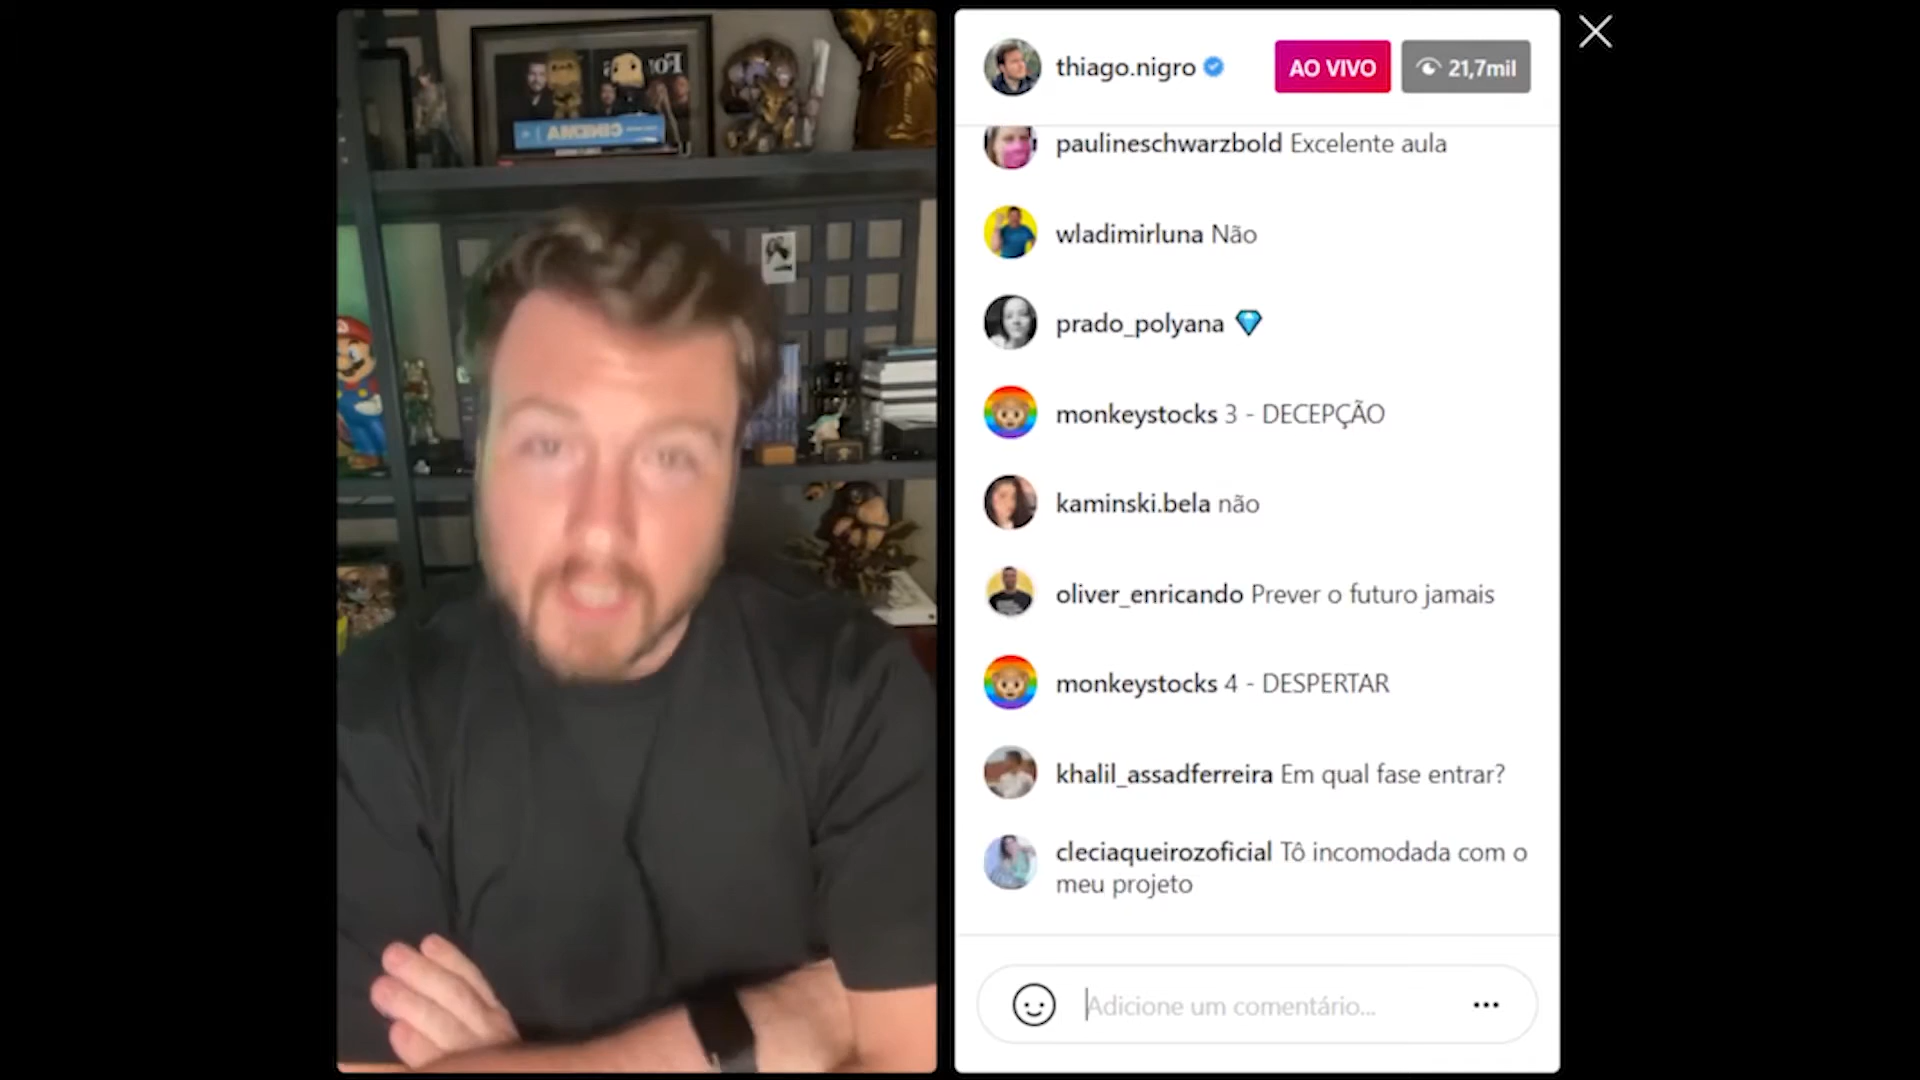 CINEMA
thiago.nigro
AO VIVO
21,7mil
paulineschwarzbold Excelente aula
wladimirluna Não
prado_polyana 💎
monkeystocks 3 - DECEPÇÃO
kaminski.bela não
oliver_enricando Prever o futuro jamais
monkeystocks 4 - DESPERTAR
khalil_assadferreira Em qual fase entrar?
cleciaqueirozoficial Tô incomodada com o
meu projeto
Adicione um comentário...